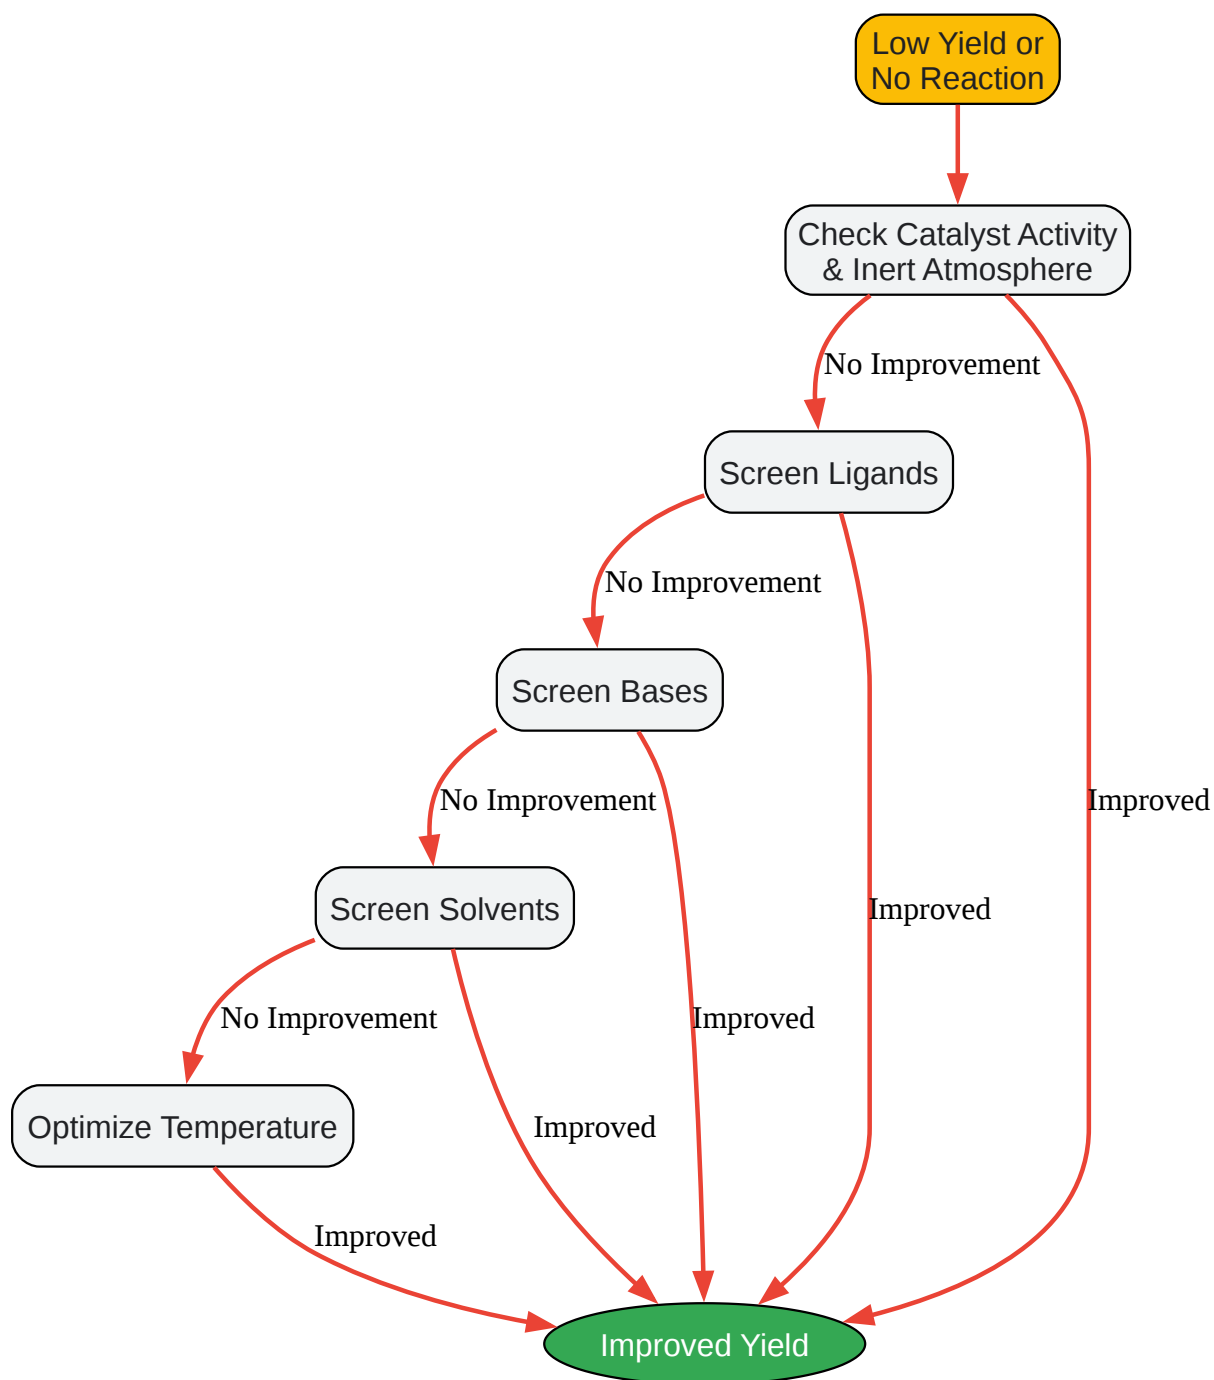 Low Yield or
No Reaction
Check Catalyst Activity
& Inert Atmosphere
No Improvement
Screen Ligands
No Improvement
Screen Bases
No Improvement
Improved
Screen Solvents
Improved
No Improvement
Improved
Optimize Temperature
Improved
Improved
Improved Yield